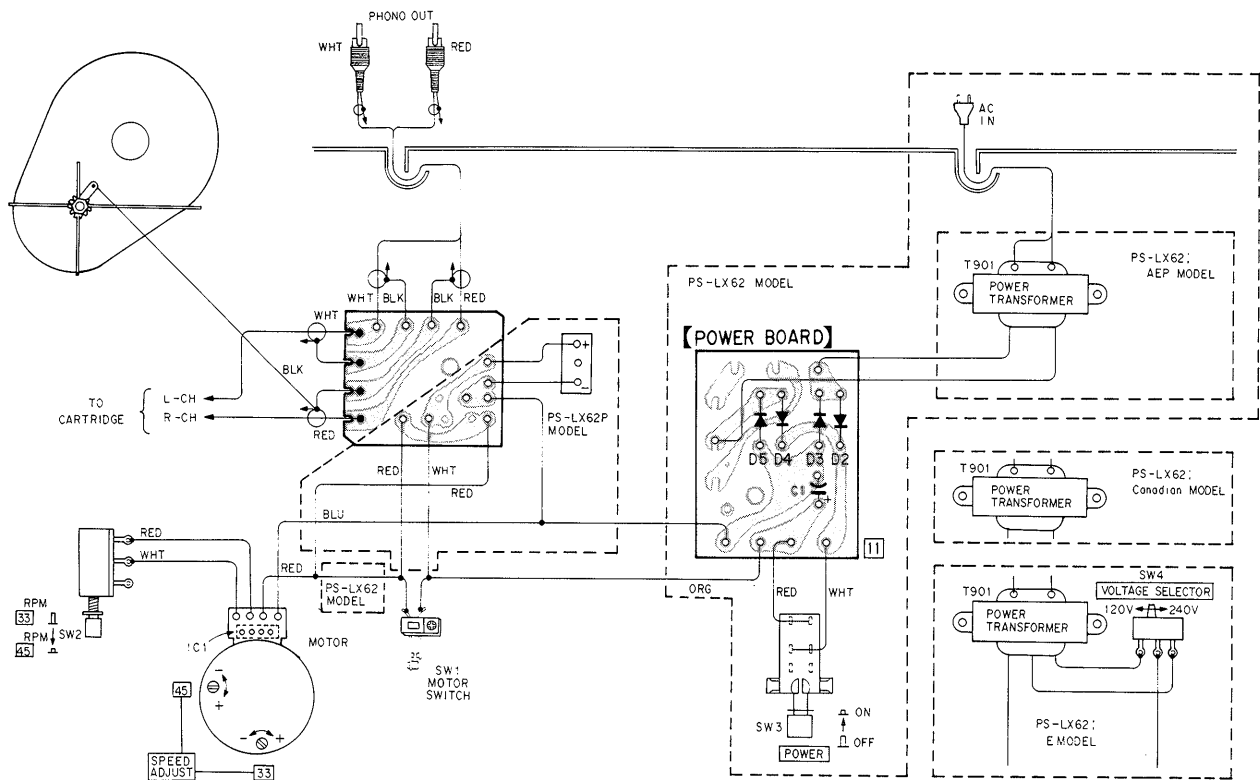 PHONO OUT
WHT
RED
AC
IN
PS-LX62;
AEP MODEL
T901
POWER
TRANSFORMER
PS-LX62 MODEL
【POWER BOARD】
WHT
BLK
BLK
RED
WHT
BLK
TO
CARTRIDGE
L-CH
R-CH
RED
+
−
PS-LX62P
MODEL
D5
D4
D3
D2
C1
+
11
RED
WHT
RED
BLU
T901
POWER
TRANSFORMER
PS-LX62;
Canadian MODEL
RED
WHT
RED
PS-LX62
MODEL
ORG
RED
WHT
RPM
33
RPM
45
SW2
IC1
MOTOR
SW1
MOTOR
SWITCH
T901
POWER
TRANSFORMER
SW4
VOLTAGE SELECTOR
120V
240V
PS-LX62;
E MODEL
−
+
45
− +
SPEED
ADJUST
33
SW3
ON
OFF
POWER